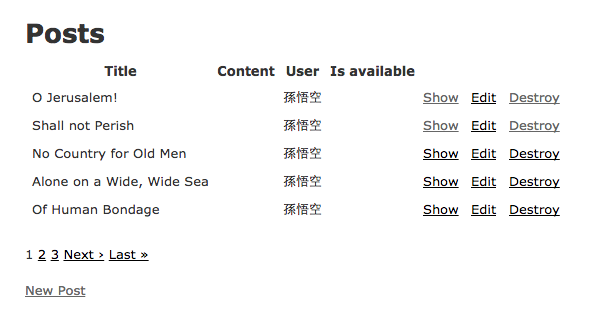 Posts
Title Content User Is available
O Jerusalem! 孫悟空 Show Edit Destroy
Shall not Perish 孫悟空 Show Edit Destroy
No Country for Old Men 孫悟空 Show Edit Destroy
Alone on a Wide, Wide Sea 孫悟空 Show Edit Destroy
Of Human Bondage 孫悟空 Show Edit Destroy
1 2 3 Next › Last »
New Post